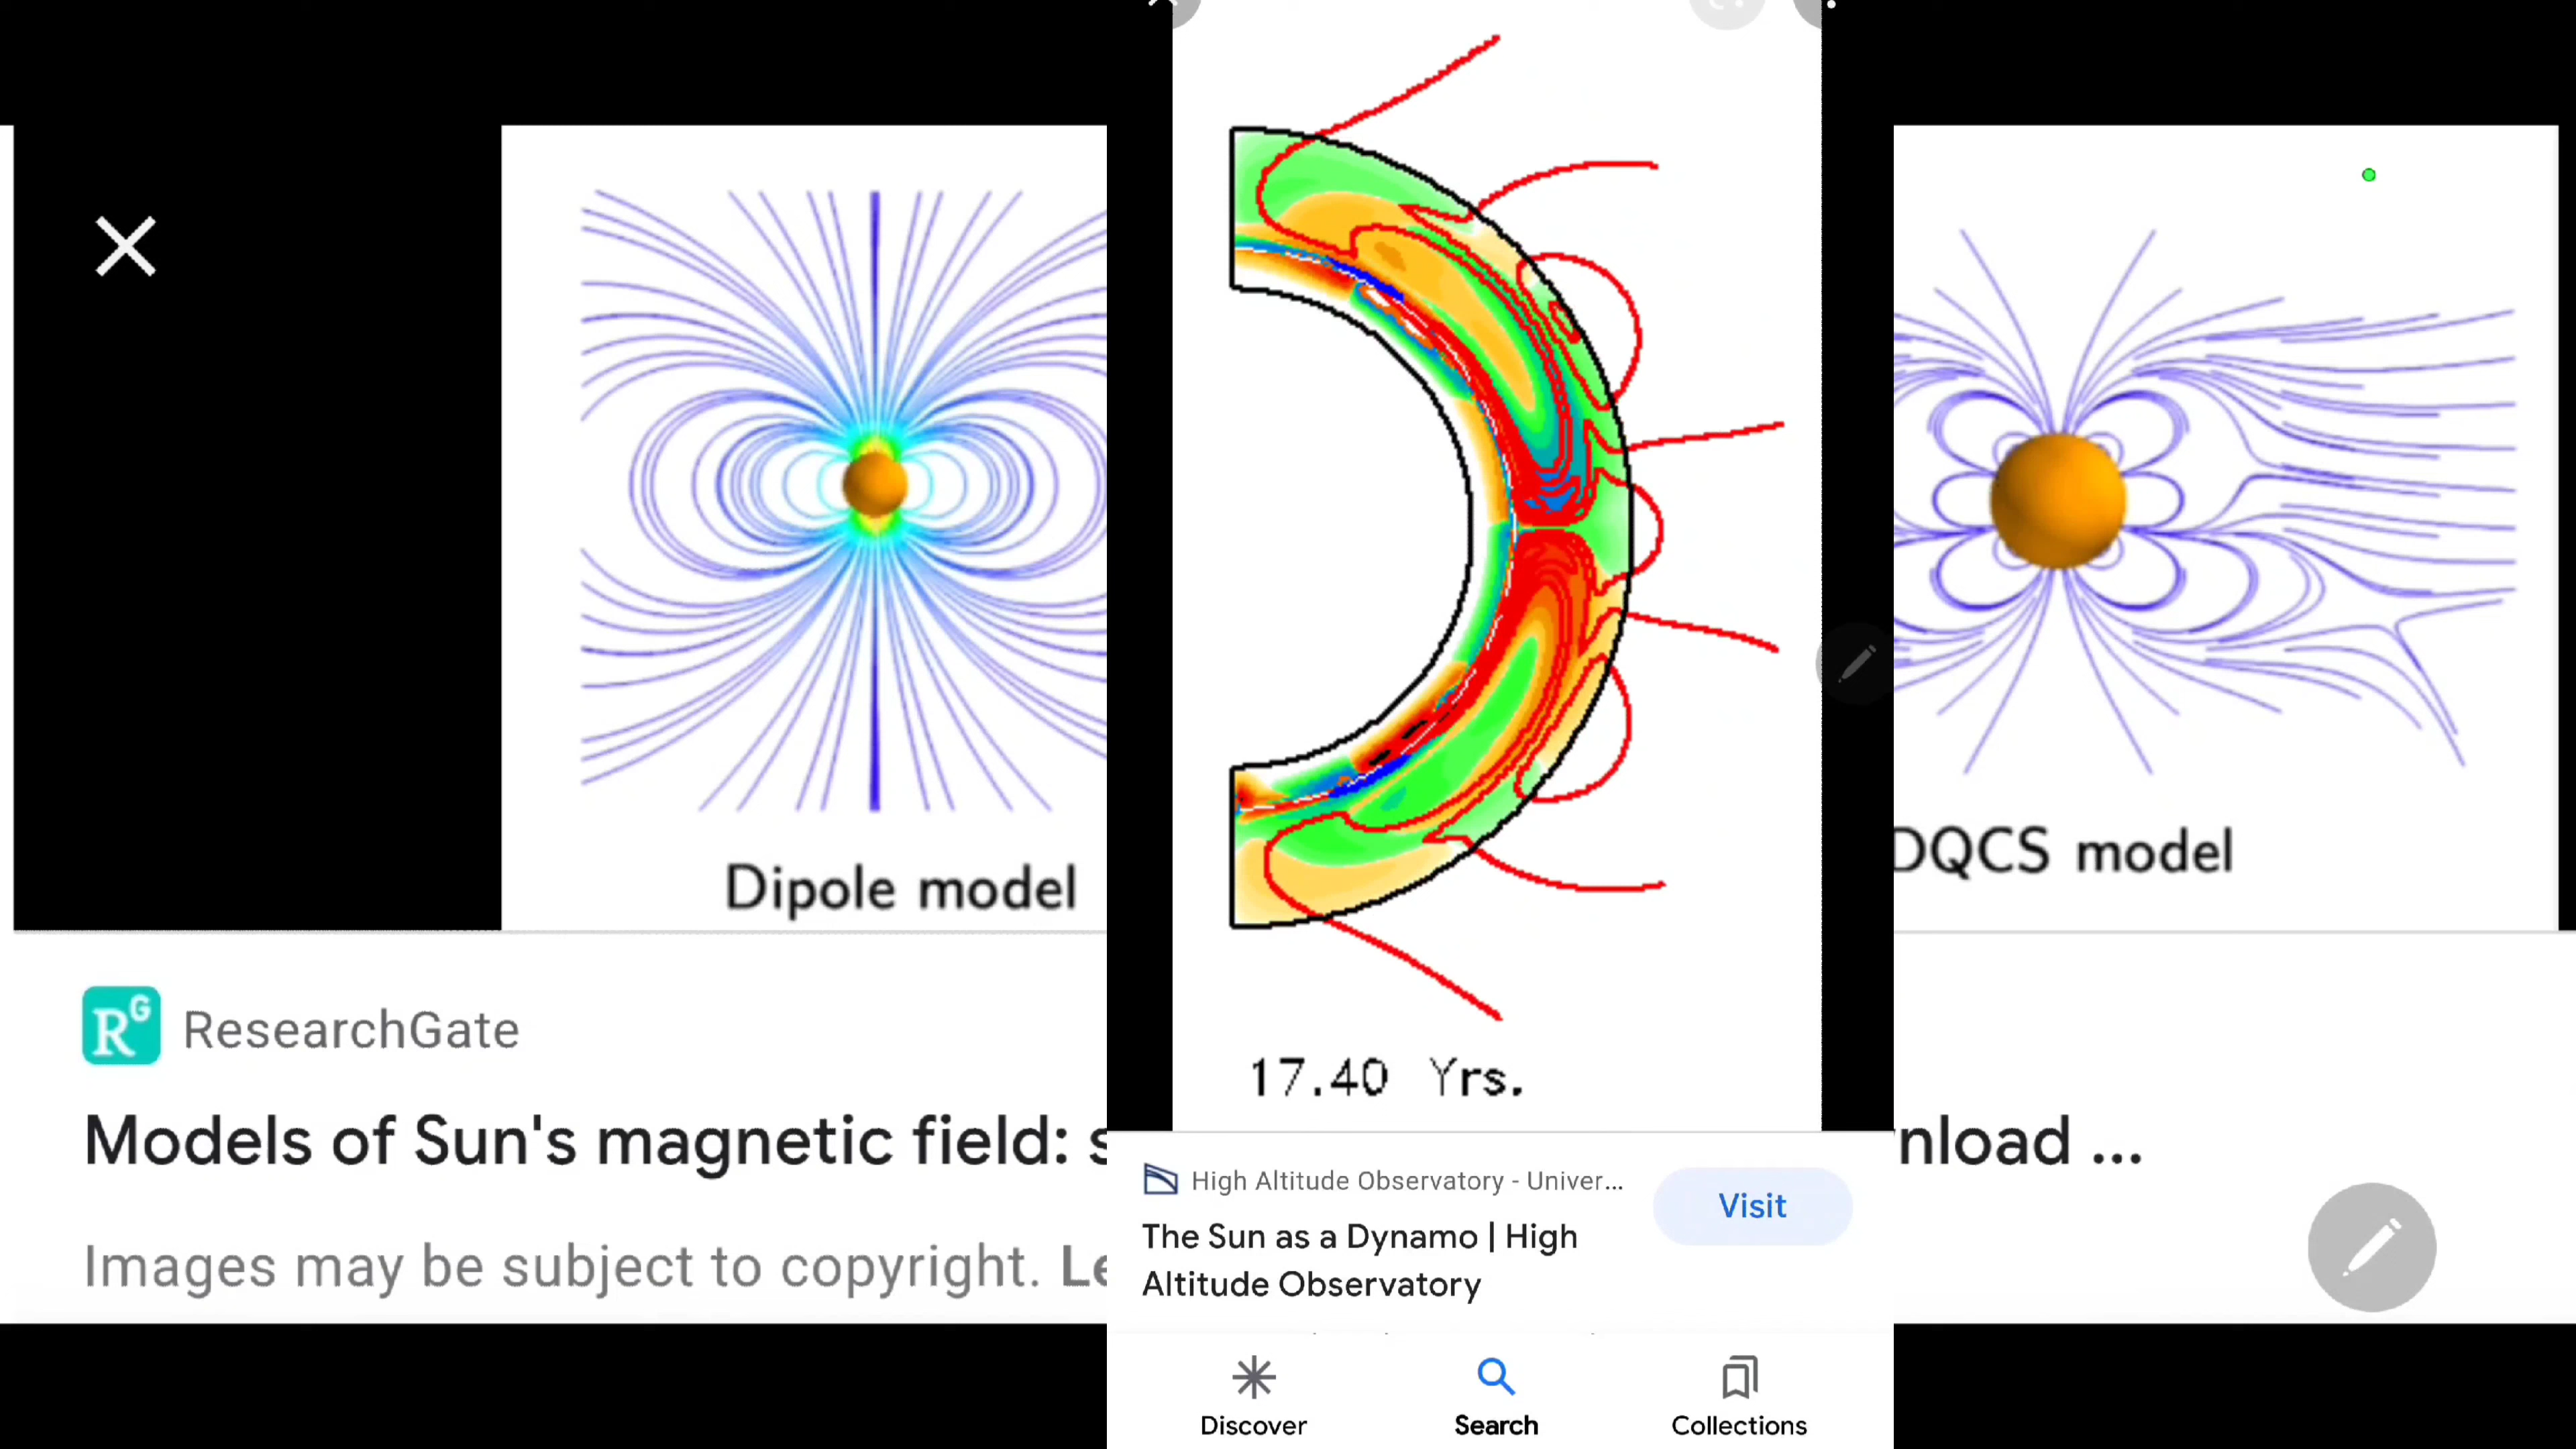 Dipole model
DQCS model
RG ResearchGate
Models of Sun's magnetic field:
nload ...
Images may be subject to copyright.
17.40 Yrs.
High Altitude Observatory - Univer...
The Sun as a Dynamo | High
Altitude Observatory
Visit
Discover
Search
Collections